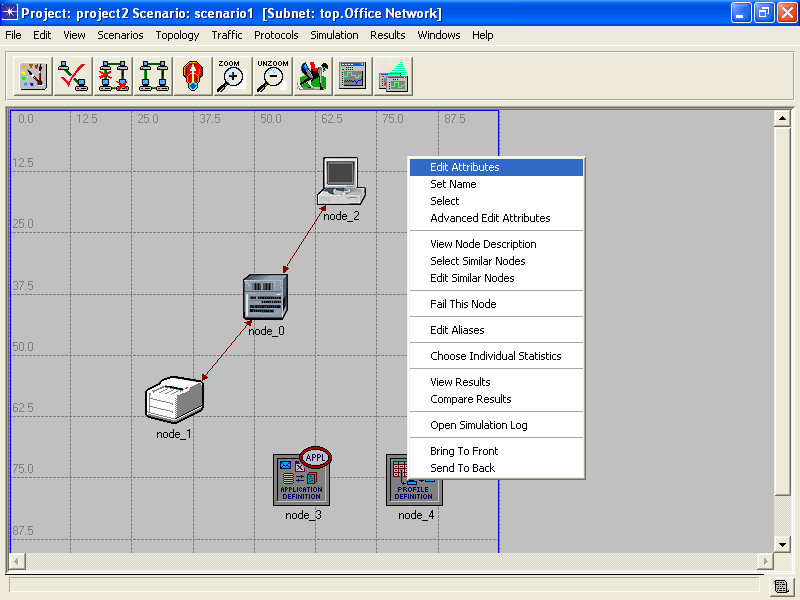 Project: project2 Scenario: scenario1 [Subnet: top.Office Network]
File Edit View Scenarios Topology Traffic Protocols Simulation Results Windows Help
ZOOM UNZOOM
0.0 12.5 25.0 37.5 50.0 62.5 75.0 87.5
12.5
25.0
37.5
50.0
62.5
75.0
87.5
node_2
node_0
node_1
APPL
APPLICATION
DEFINITION
node_3
PROFILE
DEFINITION
node_4
Edit Attributes
Set Name
Select
Advanced Edit Attributes
View Node Description
Select Similar Nodes
Edit Similar Nodes
Fail This Node
Edit Aliases
Choose Individual Statistics
View Results
Compare Results
Open Simulation Log
Bring To Front
Send To Back